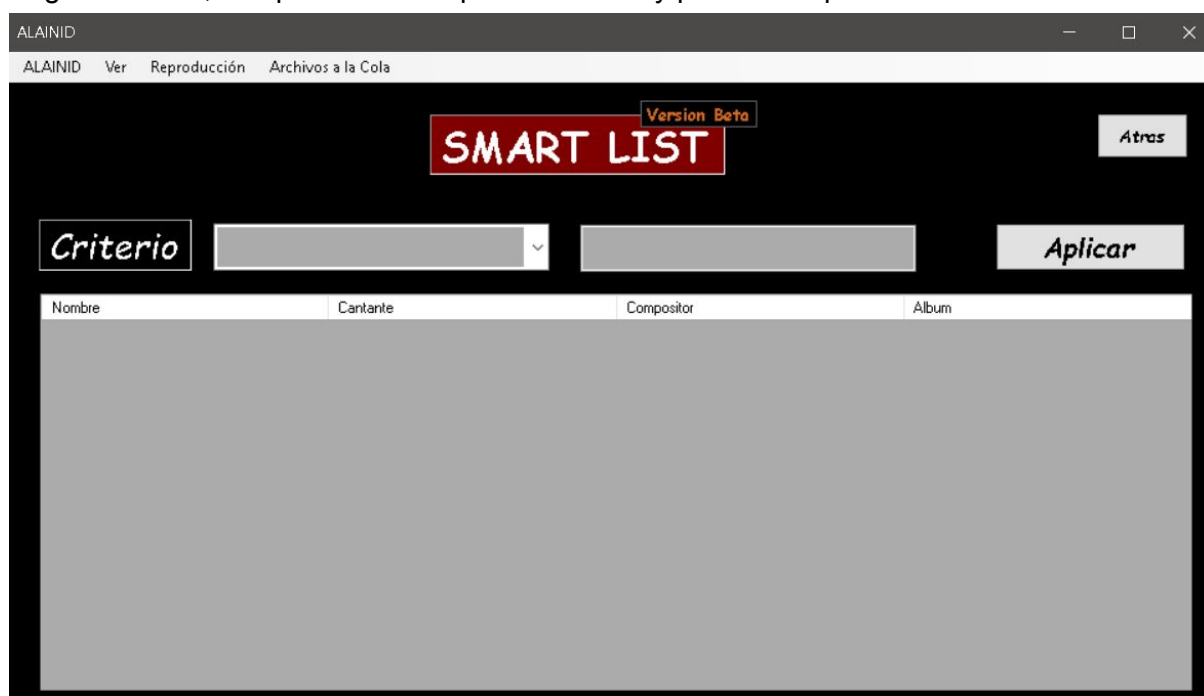 ALAINID
ALAINID Ver Reproducción Archivos a la Cola
Version Beta
SMART LIST
Atras
Criterio
Aplicar
Nombre Cantante Compositor Album